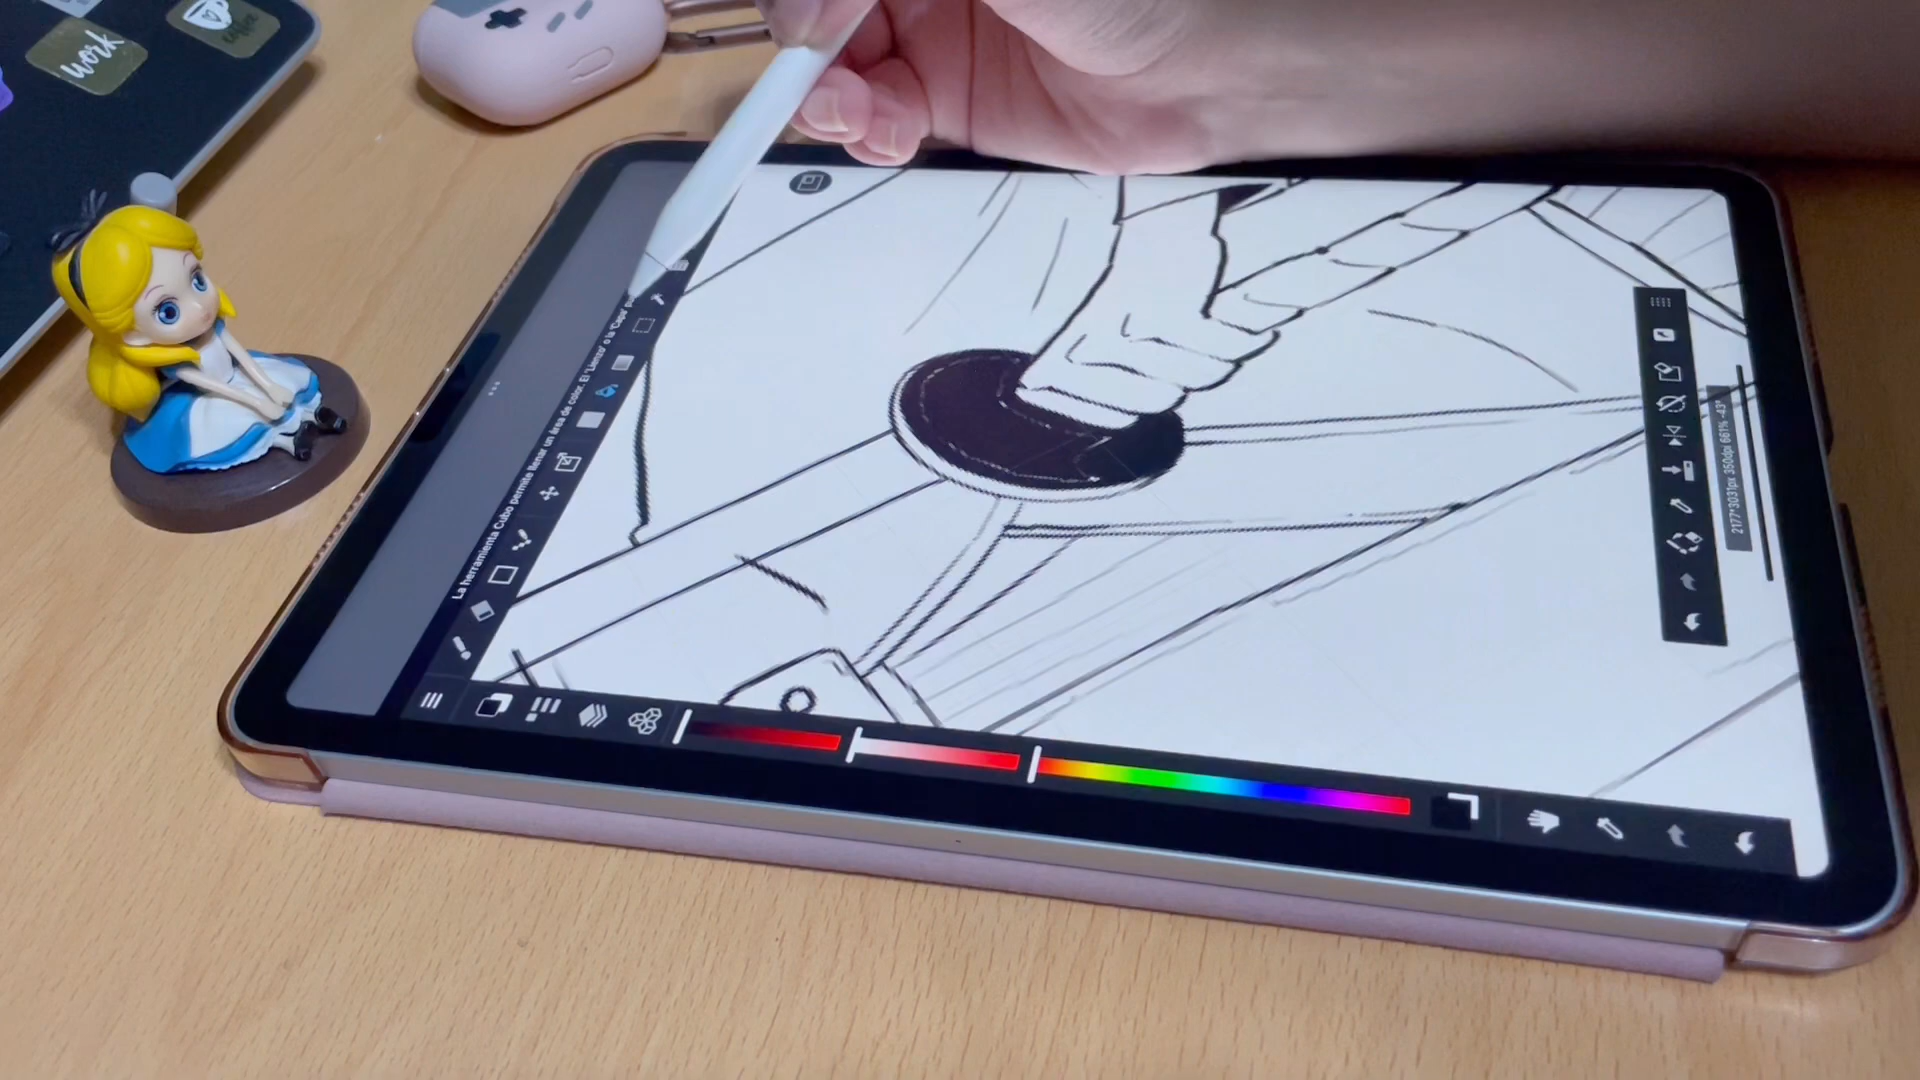 work
coffee
La herramienta Cubo permite llenar un área de color. El 'Lienzo' o la 'Capa'
2177*3031px 350dpi 661% -43°